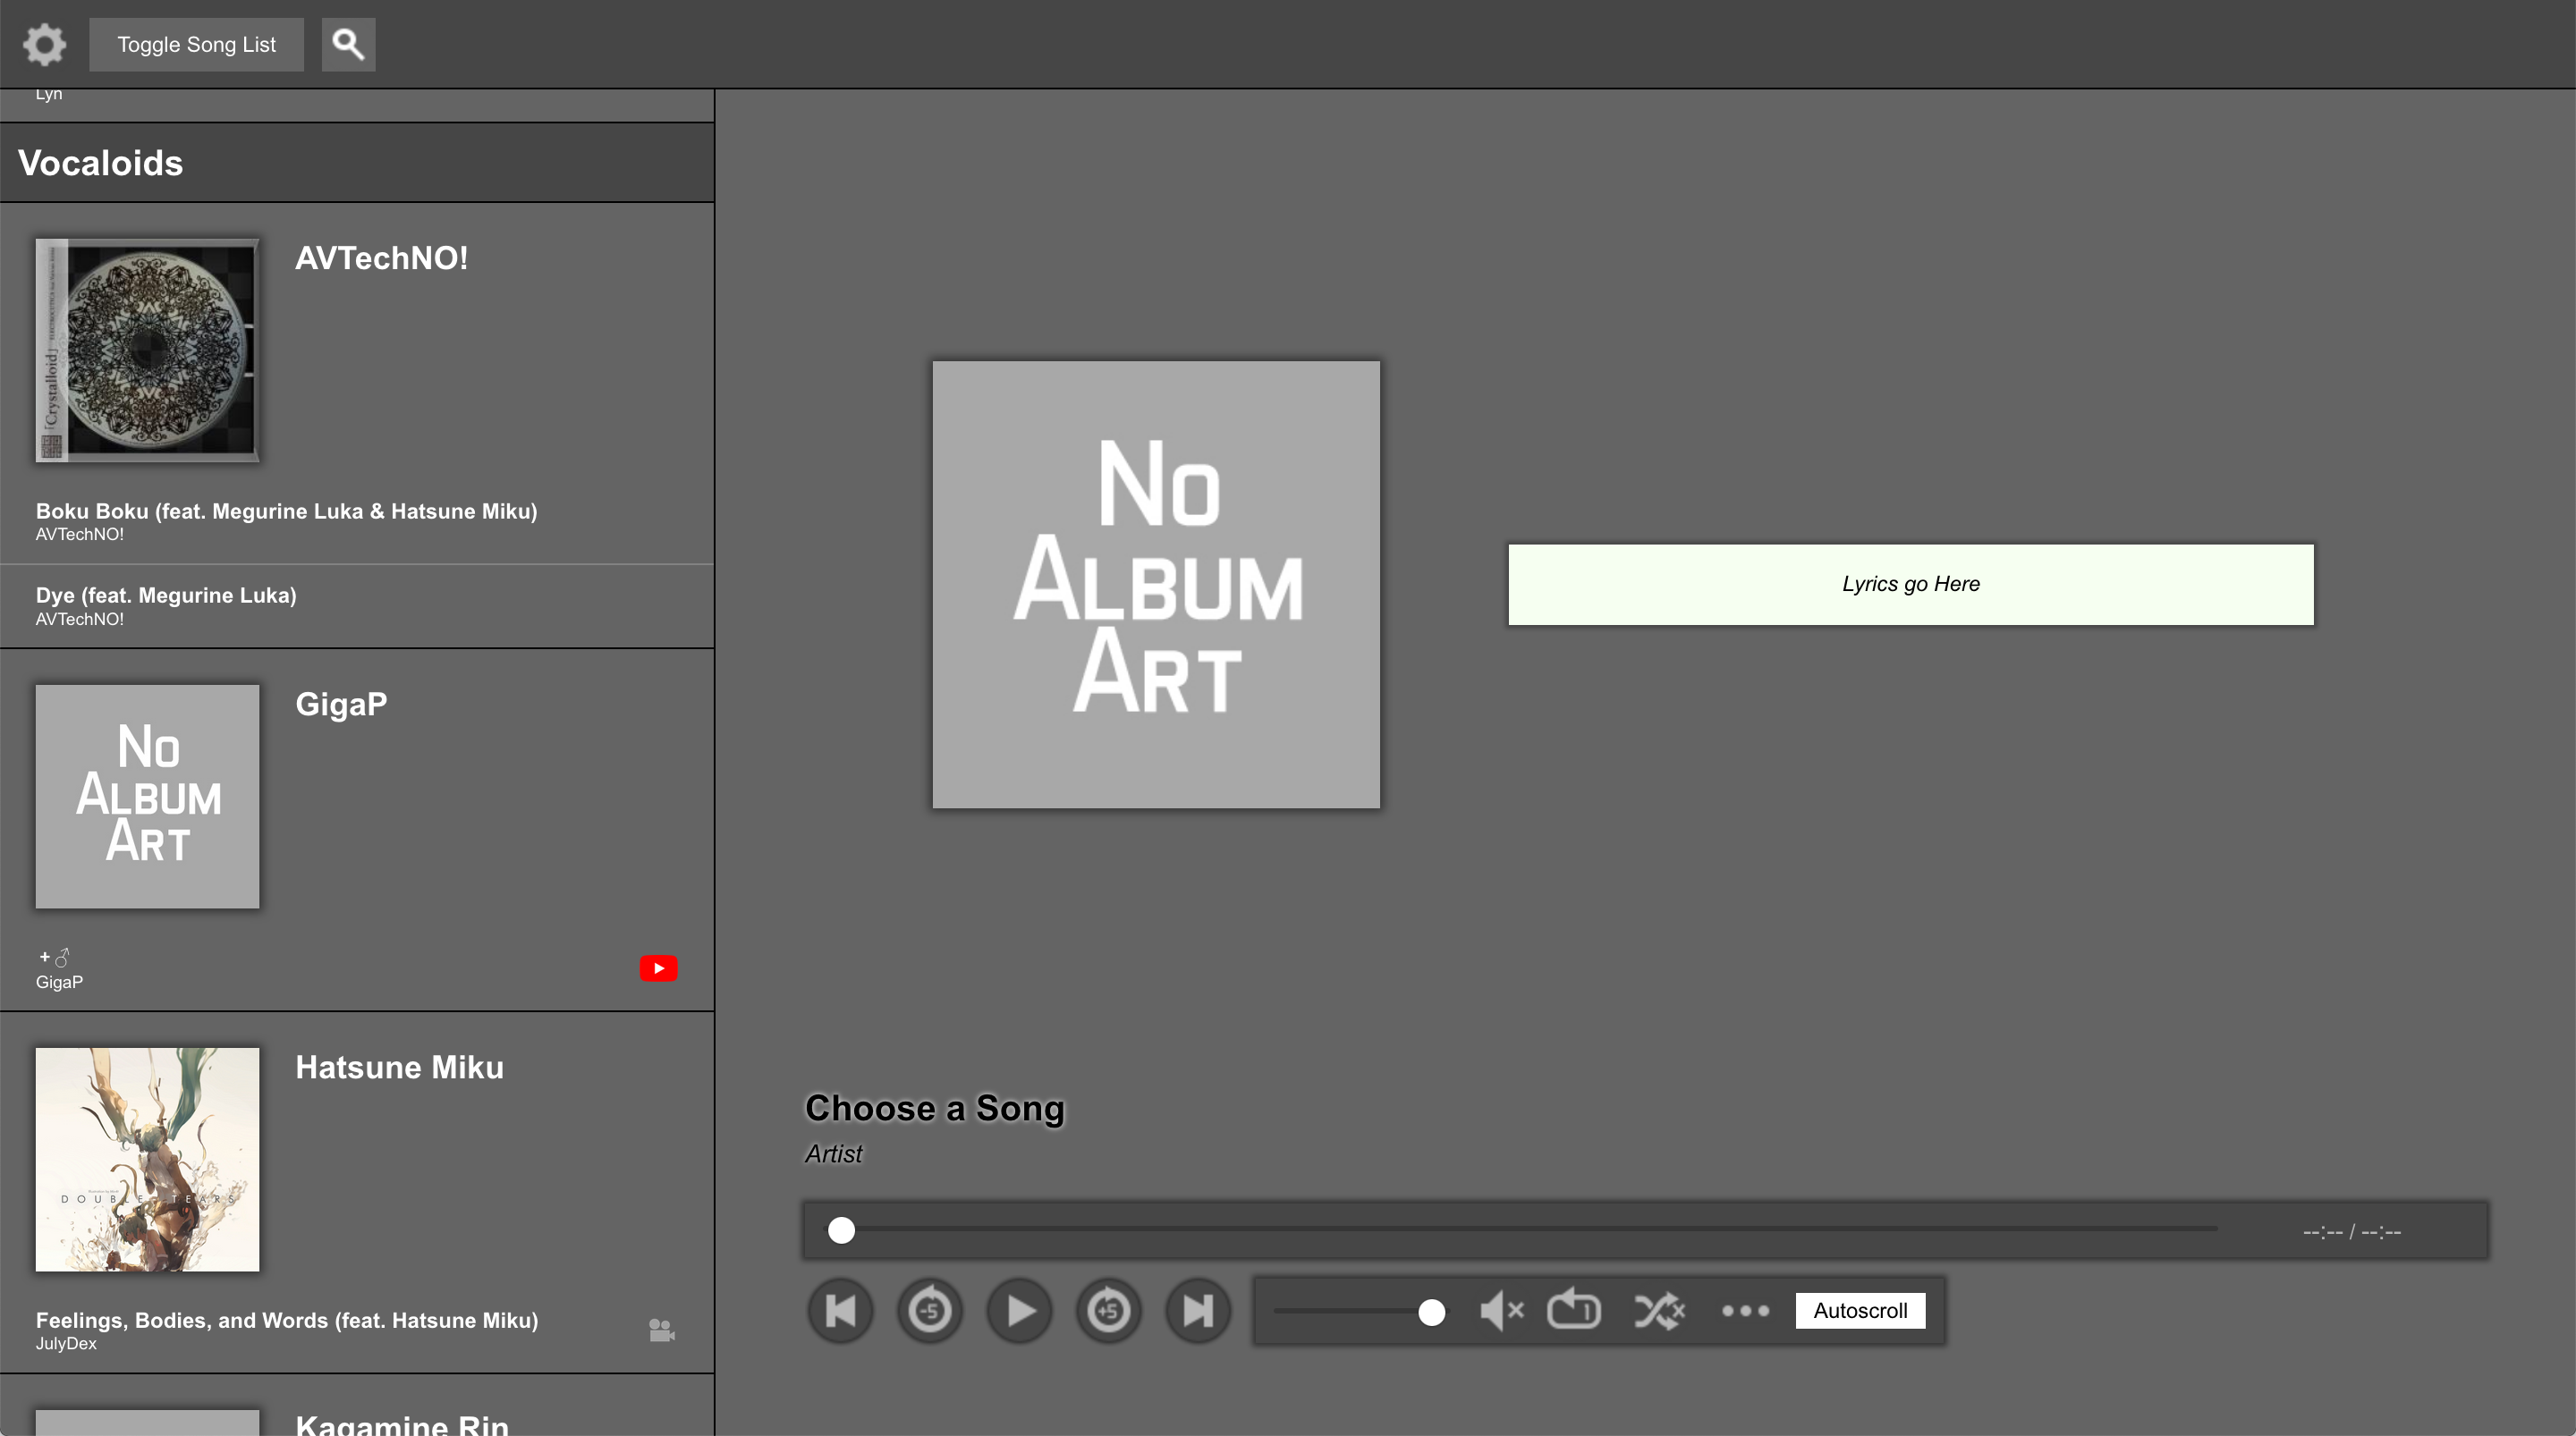 Toggle Song List
Lyn
Vocaloids
AVTechNO!
「Crystalloid」
Boku Boku (feat. Megurine Luka & Hatsune Miku)
AVTechNO!
Dye (feat. Megurine Luka)
AVTechNO!
GigaP
No
Album
Art
+♂
GigaP
Hatsune Miku
DOUBLE TEARS
Feelings, Bodies, and Words (feat. Hatsune Miku)
JulyDex
Kagamine Rin
No
Album
Art
Lyrics go Here
Choose a Song
Artist
--:-- / --:--
-5
+5
1
Autoscroll